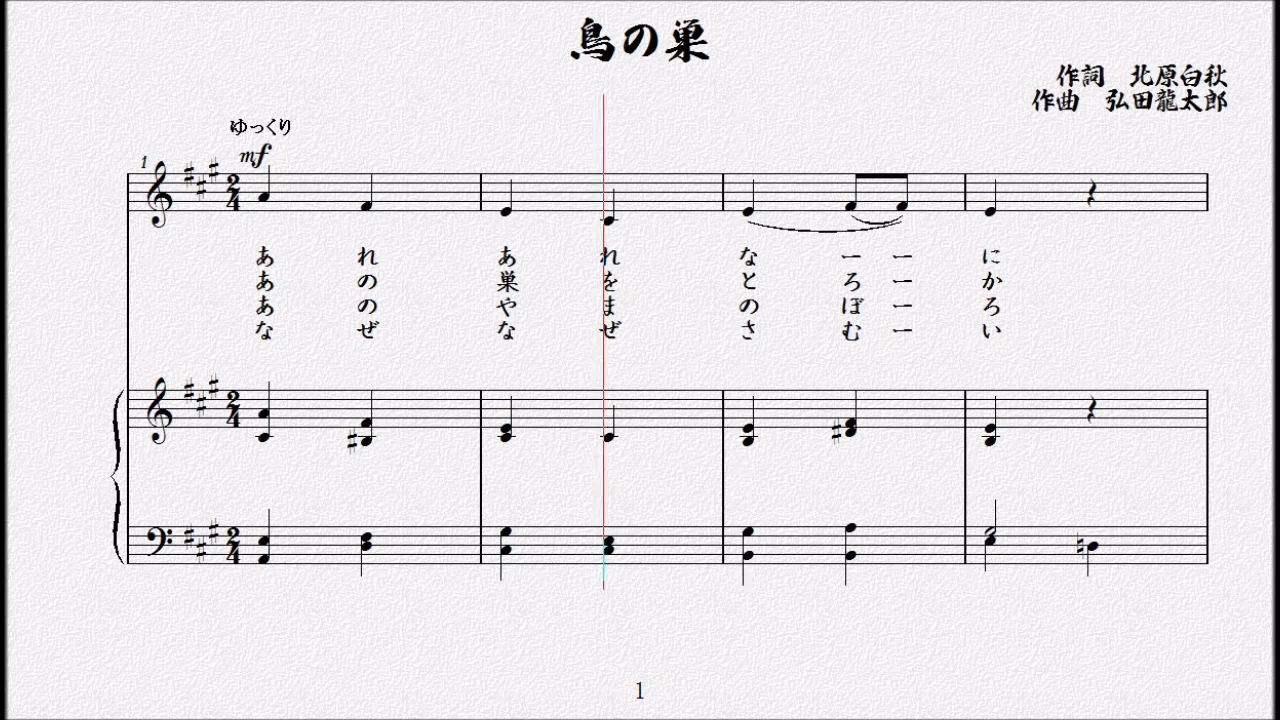 鳥の巣
作詞　北原白秋
作曲　弘田龍太郎
ゆっくり
mf
1
あ れ あ れ な ー ー に
あ の 巣 を と ろ ー か
あ の や ま の ぼ ー ろ
な ぜ な ぜ さ む ー い
1